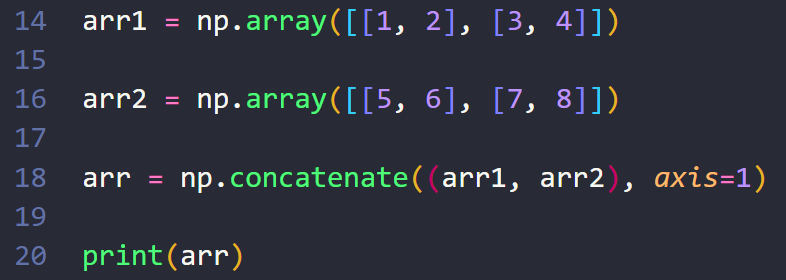 14 arr1 = np.array([[1, 2], [3, 4]])
15
16 arr2 = np.array([[5, 6], [7, 8]])
17
18 arr = np.concatenate((arr1, arr2), axis=1)
19
20 print(arr)